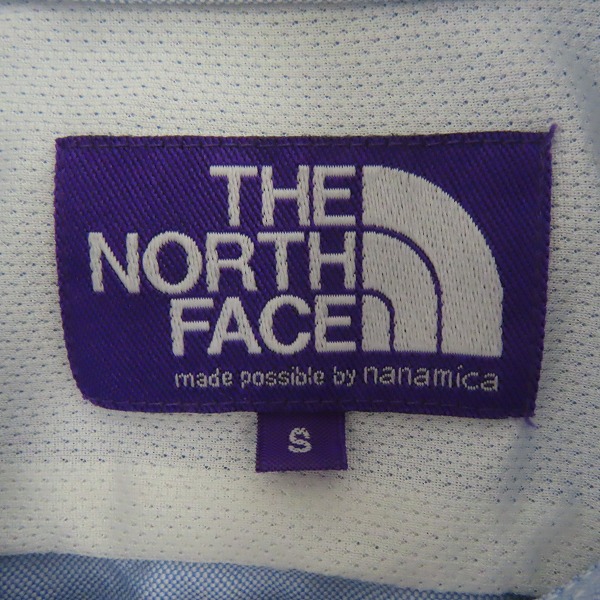 THE
NORTH
FACE
made possible by nanamica
S